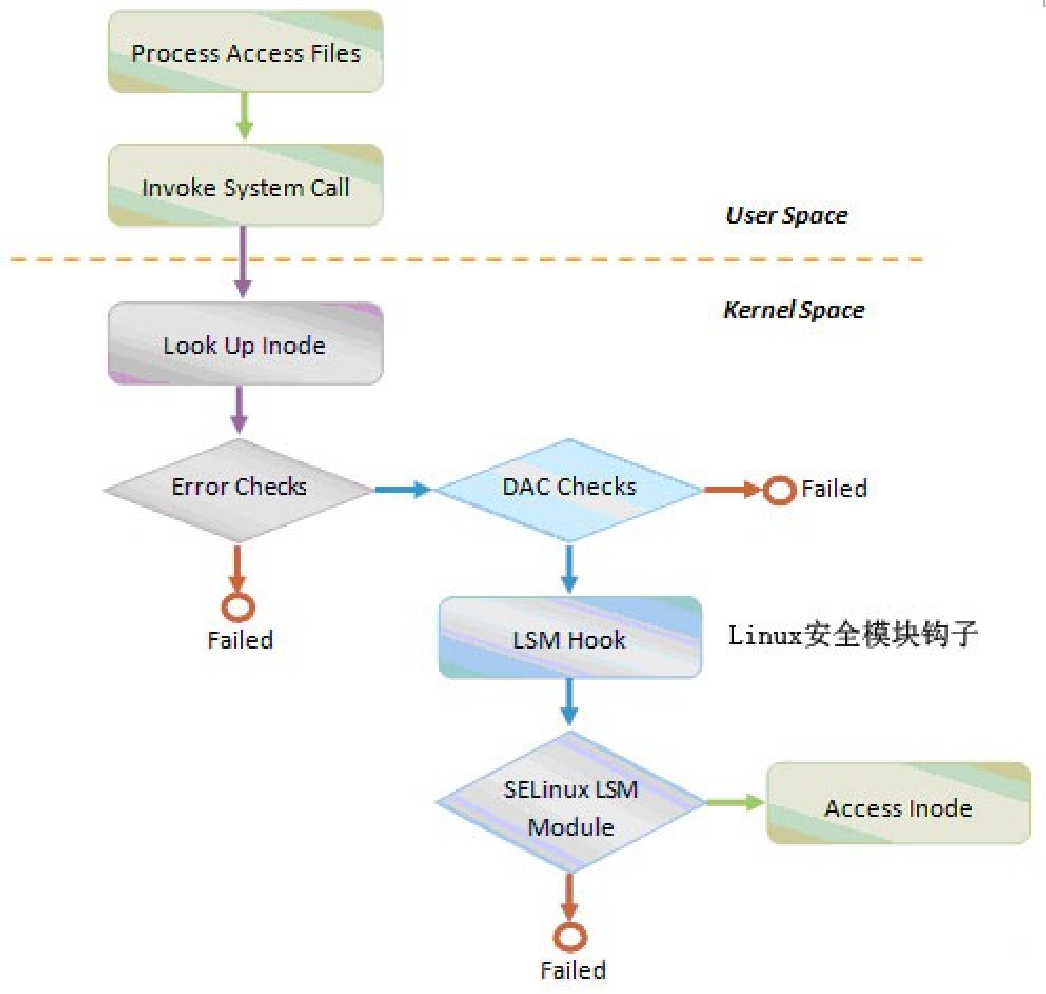 Process Access Files
Invoke System Call
User Space
Kernel Space
Look Up Inode
Error Checks
DAC Checks
Failed
Failed
LSM Hook
Linux安全模块钩子
SELinux LSM
Module
Access Inode
Failed